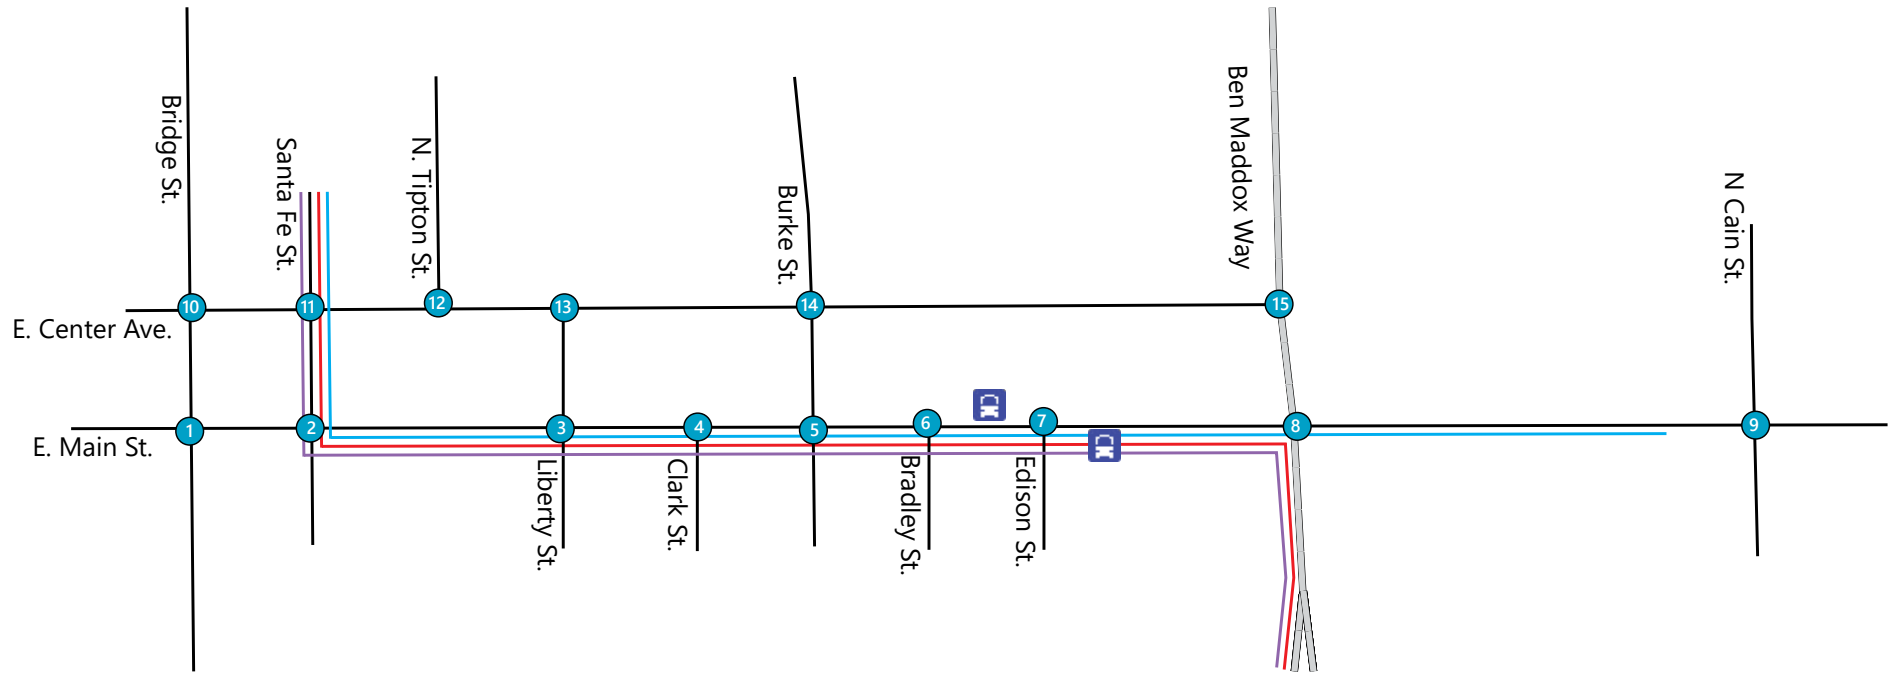 Bridge St.
Santa Fe St.
N. Tipton St.
Burke St.
Ben Maddox Way
N Cain St.
10
11
12
13
14
15
E. Center Ave.
1
2
3
4
5
6
7
8
9
E. Main St.
Liberty St.
Clark St.
Bradley St.
Edison St.